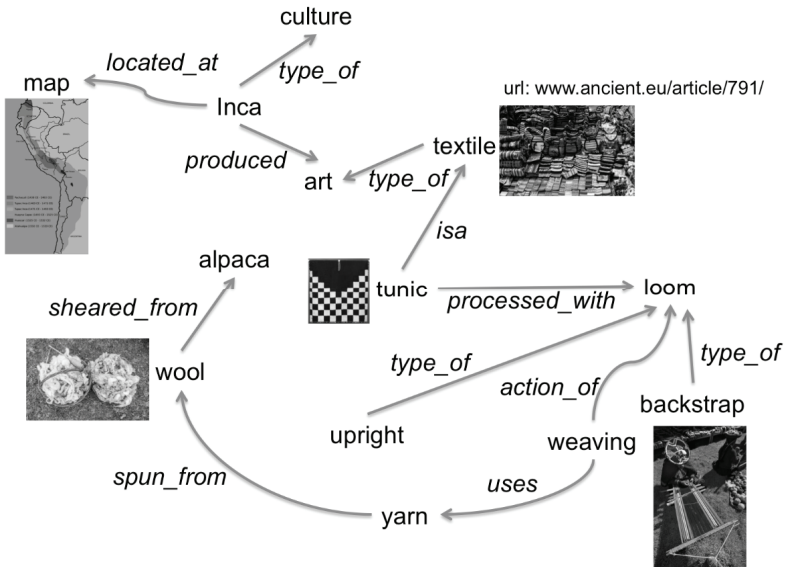 culture
located_at
type_of
map
url: www.ancient.eu/article/791/
Inca
produced
textile
art
type_of
isa
alpaca
tunic
loom
sheared_from
processed_with
type_of
type_of
wool
action_of
backstrap
upright
weaving
spun_from
uses
yarn